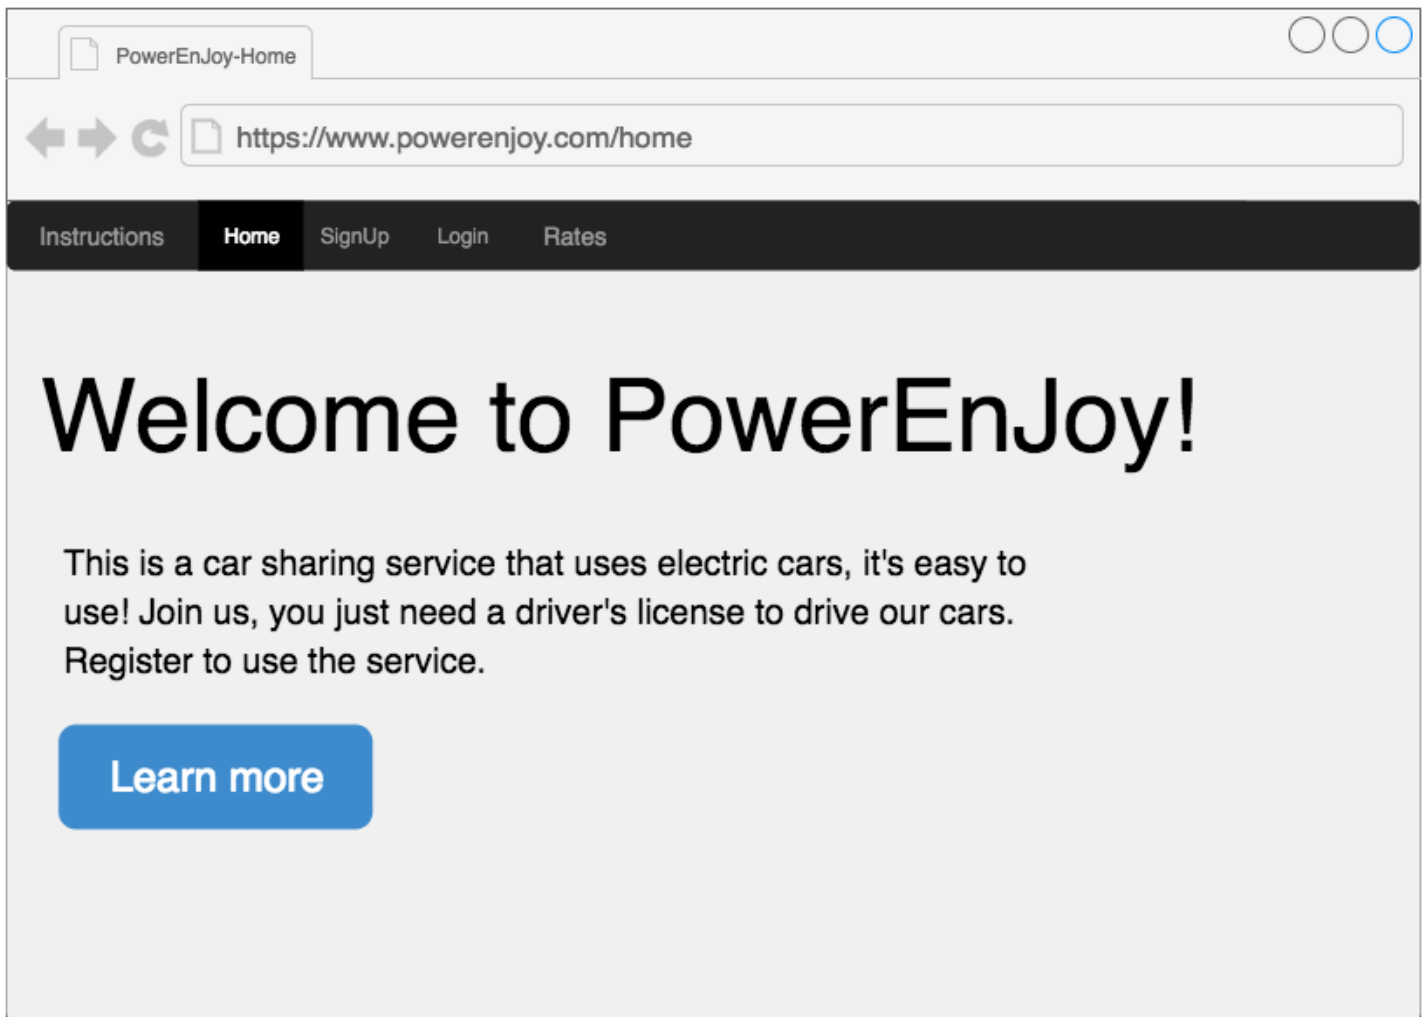 PowerEnJoy-Home
https://www.powerenjoy.com/home
Instructions Home SignUp Login Rates
Welcome to PowerEnJoy!
This is a car sharing service that uses electric cars, it's easy to
use! Join us, you just need a driver's license to drive our cars.
Register to use the service.
Learn more